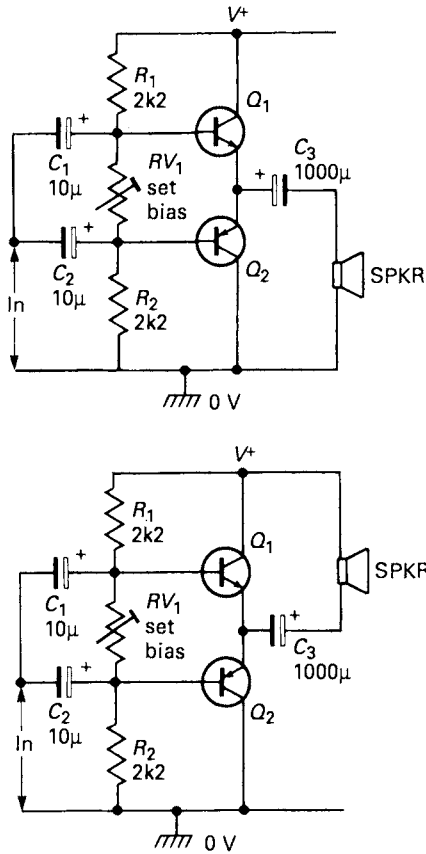 V+
R1
2k2
Q1
+
C1
10µ
RV1
set
bias
+
C3
1000µ
+
C2
10µ
In
Q2
SPKR
R2
2k2
0 V
V+
R1
2k2
Q1
SPKR
+
C1
10µ
RV1
set
bias
+
C3
1000µ
+
C2
10µ
In
Q2
R2
2k2
0 V